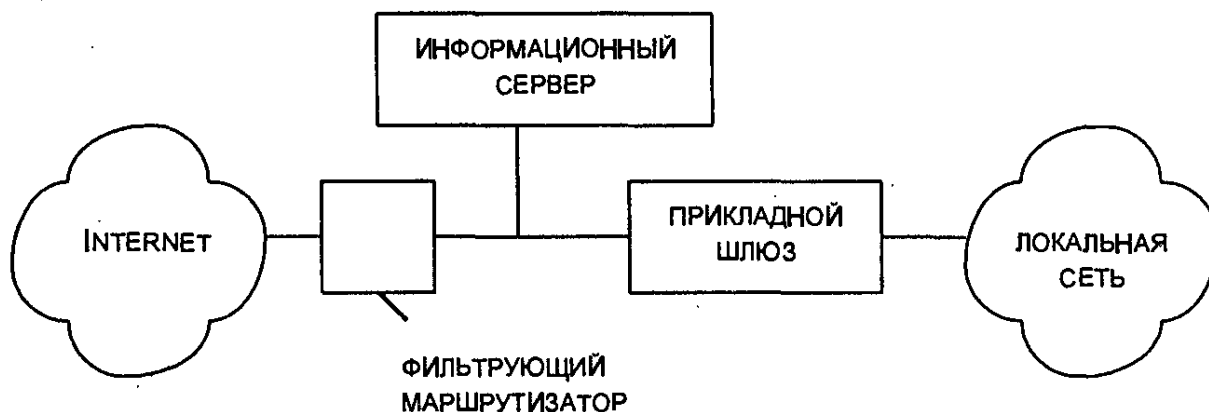 ИНФОРМАЦИОННЫЙ
СЕРВЕР
INTERNET
ПРИКЛАДНОЙ
ШЛЮЗ
ЛОКАЛЬНАЯ
СЕТЬ
ФИЛЬТРУЮЩИЙ
МАРШРУТИЗАТОР